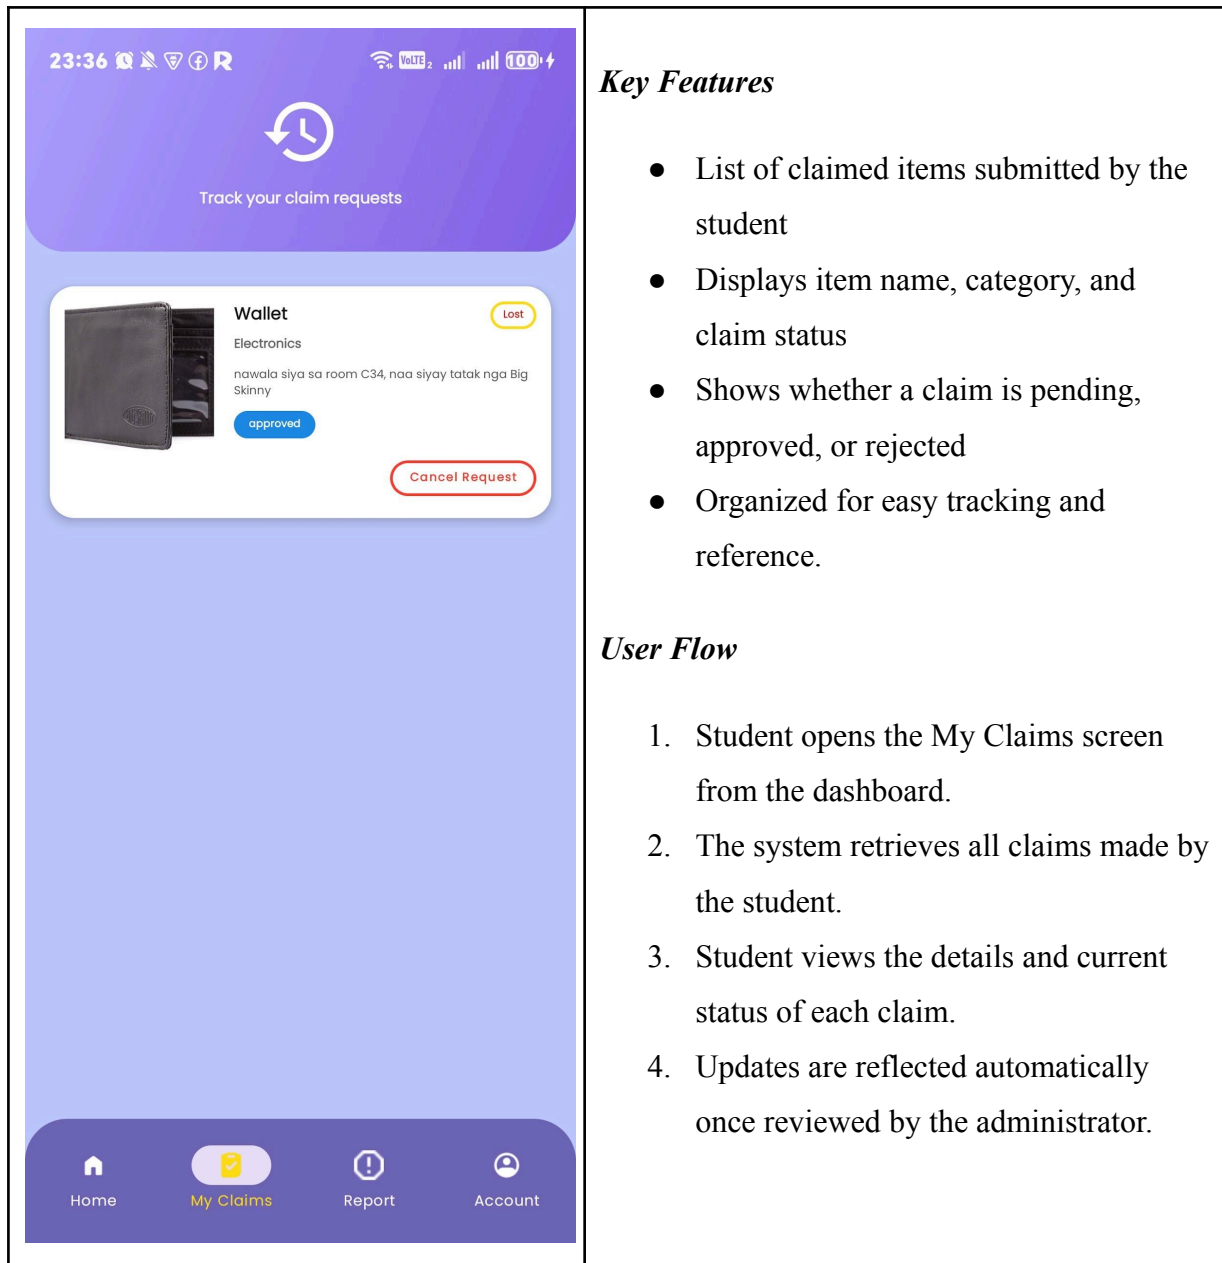 23:36
VoLTE 2
100
Track your claim requests
Wallet
Lost
Electronics
nawala siya sa room C34, naa siyay tatak nga Big
Skinny
approved
Cancel Request
Home
My Claims
Report
Account
Key Features
● List of claimed items submitted by the
student
● Displays item name, category, and
claim status
● Shows whether a claim is pending,
approved, or rejected
● Organized for easy tracking and
reference.
User Flow
1. Student opens the My Claims screen
from the dashboard.
2. The system retrieves all claims made by
the student.
3. Student views the details and current
status of each claim.
4. Updates are reflected automatically
once reviewed by the administrator.